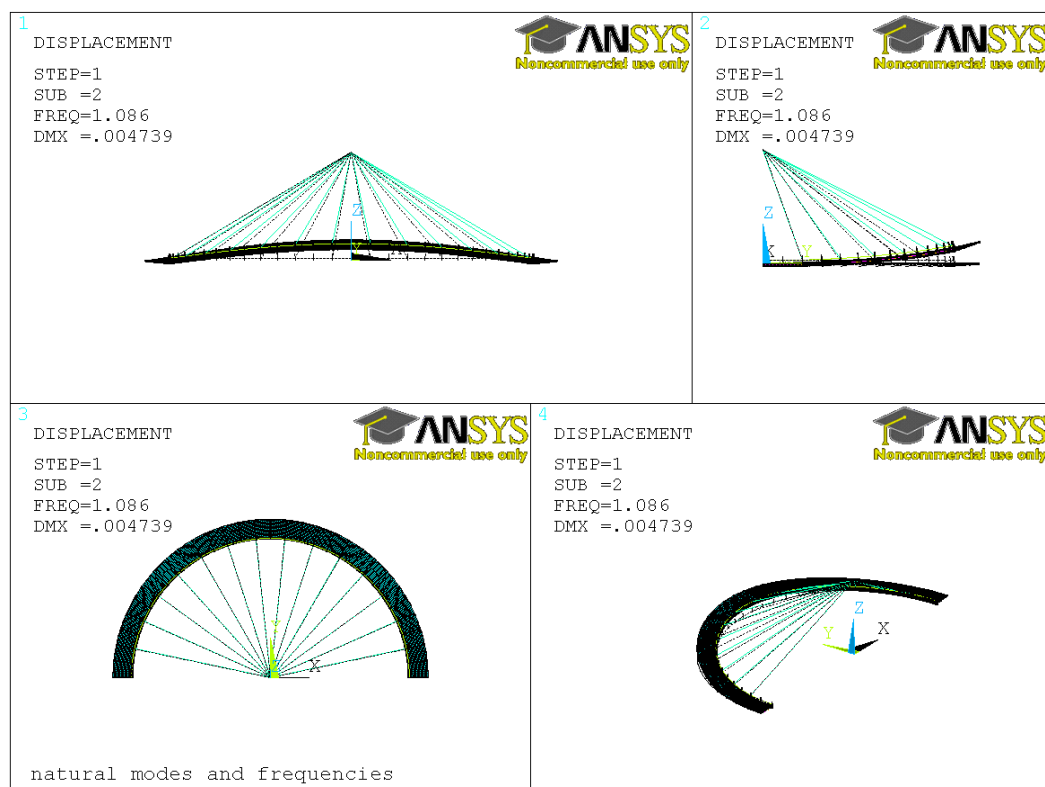 1
ANSYS
Noncommercial use only
DISPLACEMENT
STEP=1
SUB =2
FREQ=1.086
DMX =.004739
Z
Y
2
ANSYS
Noncommercial use only
DISPLACEMENT
STEP=1
SUB =2
FREQ=1.086
DMX =.004739
Z
X
Y
3
ANSYS
Noncommercial use only
DISPLACEMENT
STEP=1
SUB =2
FREQ=1.086
DMX =.004739
Y
X
natural modes and frequencies
4
ANSYS
Noncommercial use only
DISPLACEMENT
STEP=1
SUB =2
FREQ=1.086
DMX =.004739
Z
Y
X